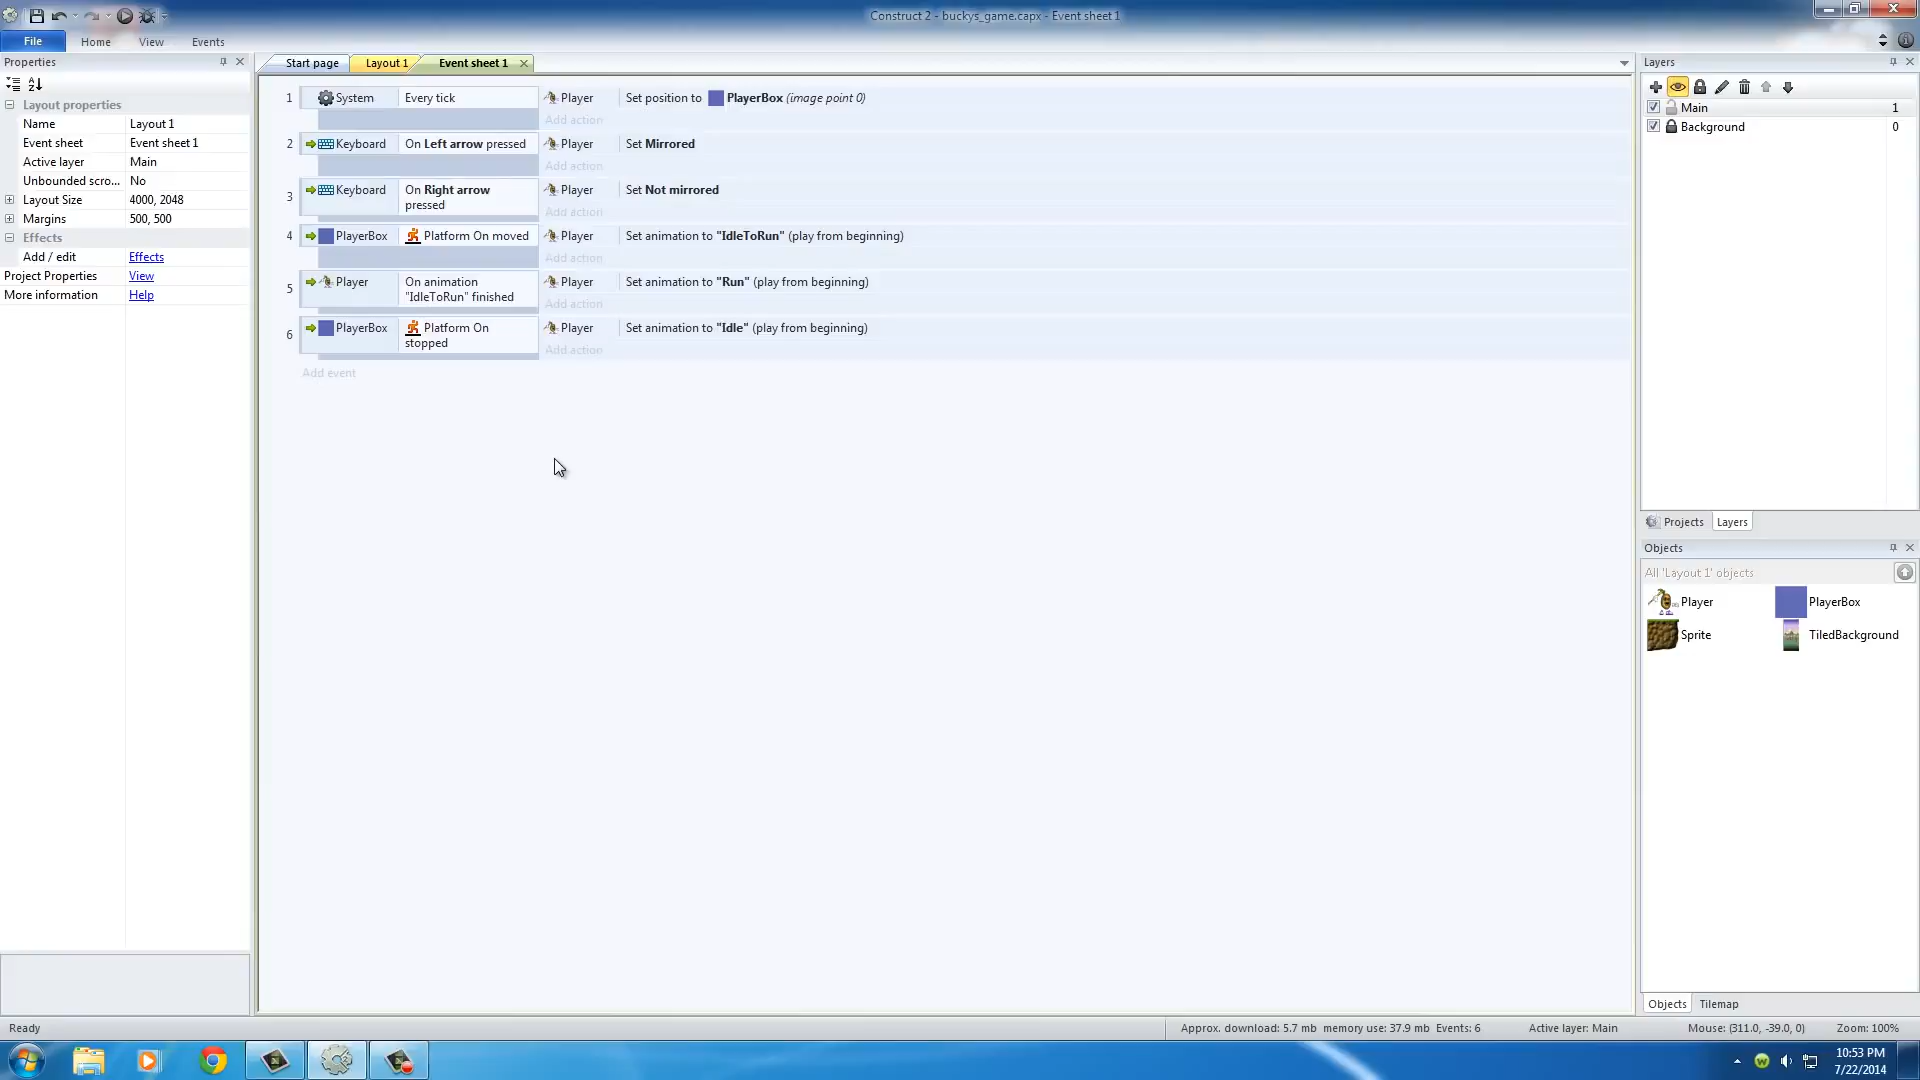 Construct 2 - buckys_game.capx - Event sheet 1
File Home View Events
Properties
Layout properties
Name Layout 1
Event sheet Event sheet 1
Active layer Main
Unbounded scro... No
Layout Size 4000, 2048
Margins 500, 500
Effects
Add / edit Effects
Project Properties View
More information Help
Start page Layout 1 Event sheet 1
1 System Every tick Player Set position to PlayerBox (image point 0)
Add action
2 Keyboard On Left arrow pressed Player Set Mirrored
Add action
3 Keyboard On Right arrow pressed Player Set Not mirrored
Add action
4 PlayerBox Platform On moved Player Set animation to "IdleToRun" (play from beginning)
Add action
5 Player On animation "IdleToRun" finished Player Set animation to "Run" (play from beginning)
Add action
6 PlayerBox Platform On stopped Player Set animation to "Idle" (play from beginning)
Add action
Add event
Layers
Main 1
Background 0
Projects Layers
Objects
All 'Layout 1' objects
Player PlayerBox
Sprite TiledBackground
Objects Tilemap
Ready Approx. download: 5.7 mb memory use: 37.9 mb Events: 6 Active layer: Main Mouse: (311.0, -39.0, 0) Zoom: 100%
10:53 PM
7/22/2014